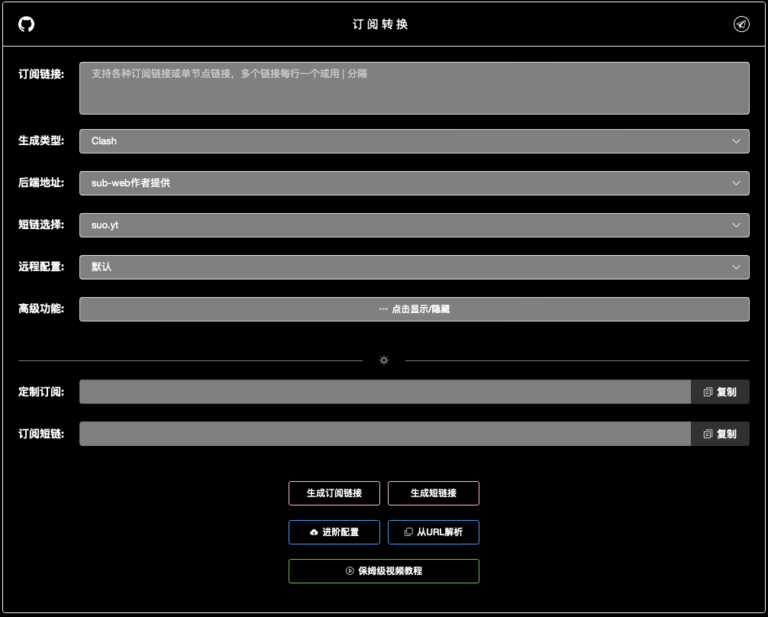 订阅转换
订阅链接: 支持各种订阅链接或单节点链接，多个链接每行一个或用 | 分隔
生成类型: Clash
后端地址: sub-web作者提供
短链选择: suo.yt
远程配置: 默认
高级功能: ··· 点击显示/隐藏
定制订阅: 复制
订阅短链: 复制
生成订阅链接 生成短链接
进阶配置 从URL解析
保姆级视频教程